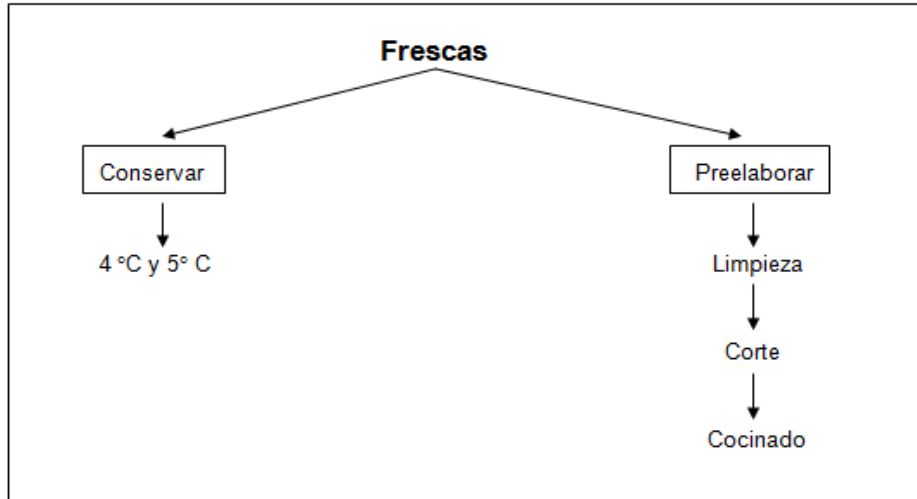 Frescas
Conservar
Preelaborar
4 °C y 5° C
Limpieza
Corte
Cocinado